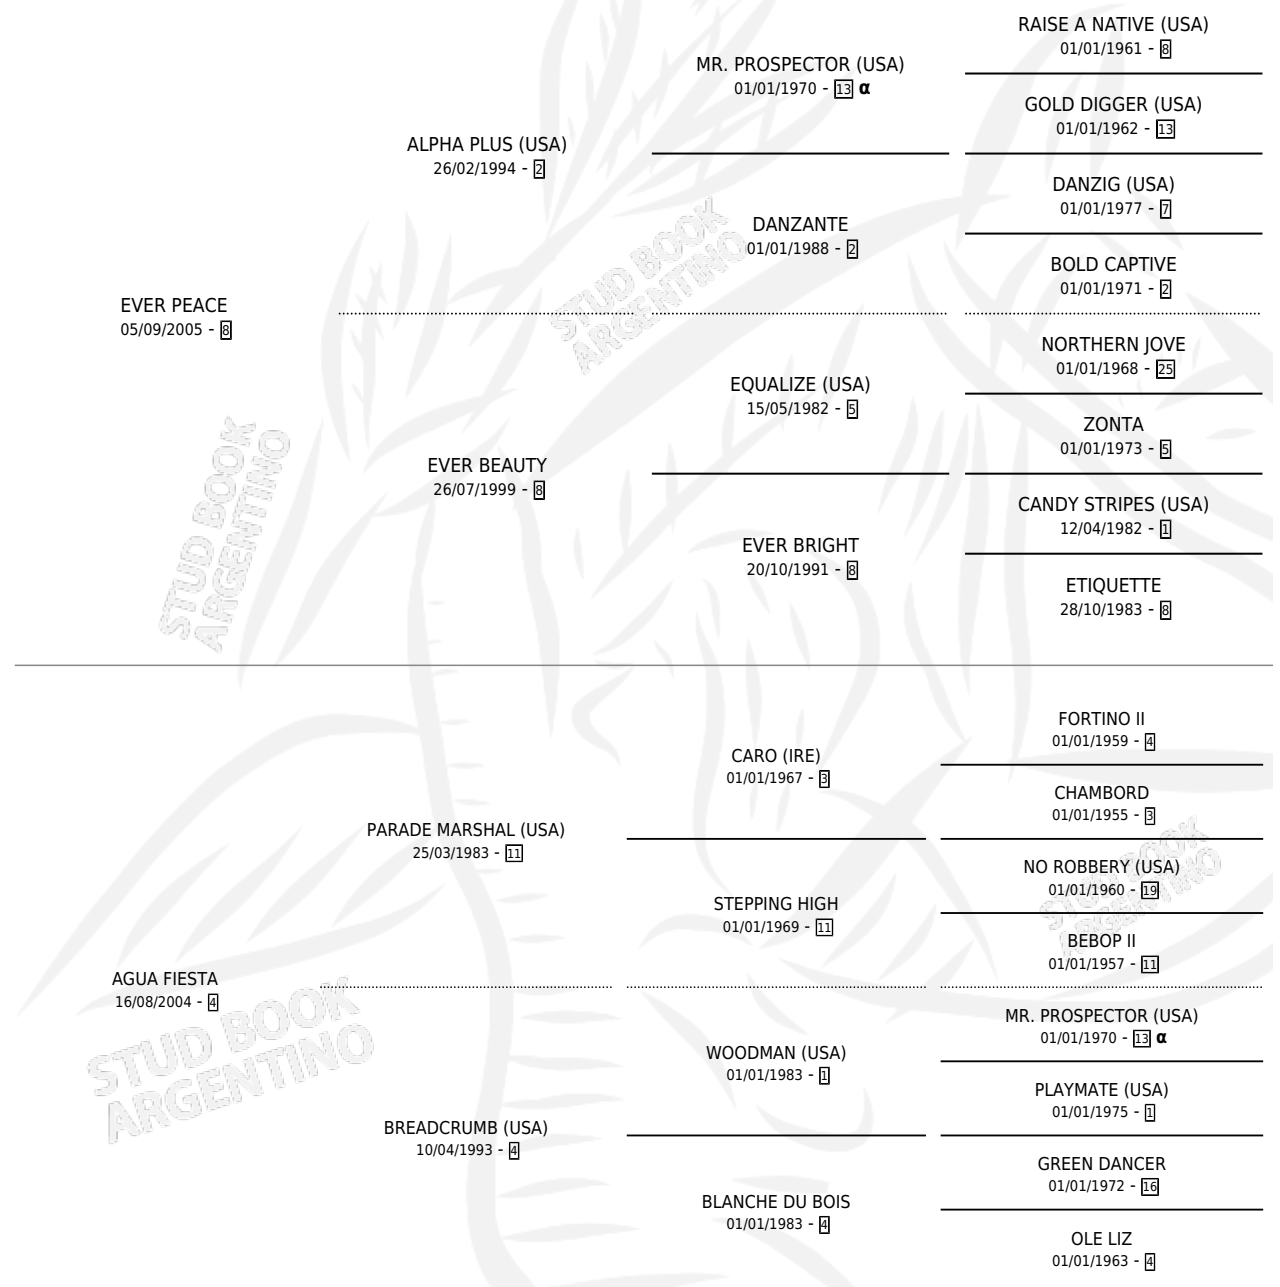 RAISE A NATIVE (USA)
01/01/1961 - 8
MR. PROSPECTOR (USA)
01/01/1970 - 13 α
GOLD DIGGER (USA)
01/01/1962 - 13
ALPHA PLUS (USA)
26/02/1994 - 2
DANZIG (USA)
01/01/1977 - 7
DANZANTE
01/01/1988 - 2
BOLD CAPTIVE
01/01/1971 - 2
EVER PEACE
05/09/2005 - 8
NORTHERN JOVE
01/01/1968 - 25
EQUALIZE (USA)
15/05/1982 - 5
ZONTA
01/01/1973 - 5
EVER BEAUTY
26/07/1999 - 8
CANDY STRIPES (USA)
12/04/1982 - 1
EVER BRIGHT
20/10/1991 - 8
ETIQUETTE
28/10/1983 - 8
STUD BOOK
ARGENTINO
STUD BOOK
ARGENTINO
FORTINO II
01/01/1959 - 4
CARO (IRE)
01/01/1967 - 3
CHAMBORD
01/01/1955 - 3
PARADE MARSHAL (USA)
25/03/1983 - 11
NO ROBBERY (USA)
01/01/1960 - 19
STEPPING HIGH
01/01/1969 - 11
BEBOP II
01/01/1957 - 11
AGUA FIESTA
16/08/2004 - 4
MR. PROSPECTOR (USA)
01/01/1970 - 13 α
WOODMAN (USA)
01/01/1983 - 1
PLAYMATE (USA)
01/01/1975 - 1
BREADCRUMB (USA)
10/04/1993 - 4
GREEN DANCER
01/01/1972 - 16
BLANCHE DU BOIS
01/01/1983 - 4
OLE LIZ
01/01/1963 - 4
STUD BOOK
ARGENTINO
STUD BOOK
ARGENTINO